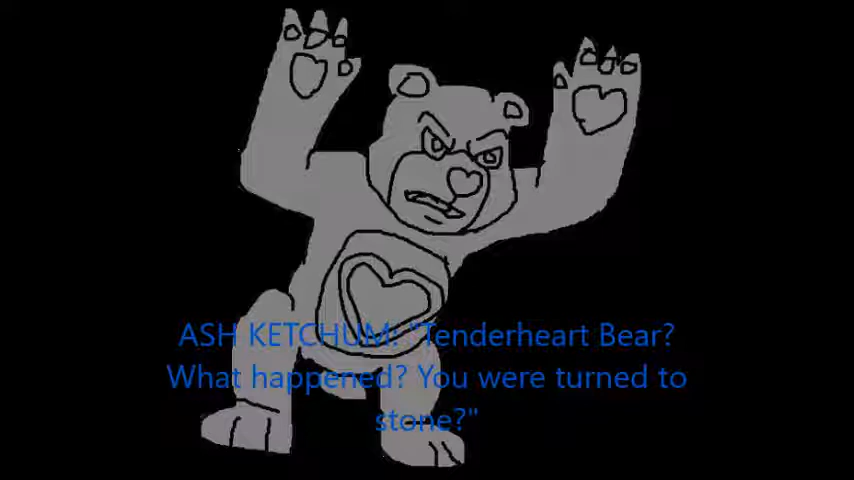 ASH KETCHUM: "Tenderheart Bear?
What happened? You were turned to
stone?"